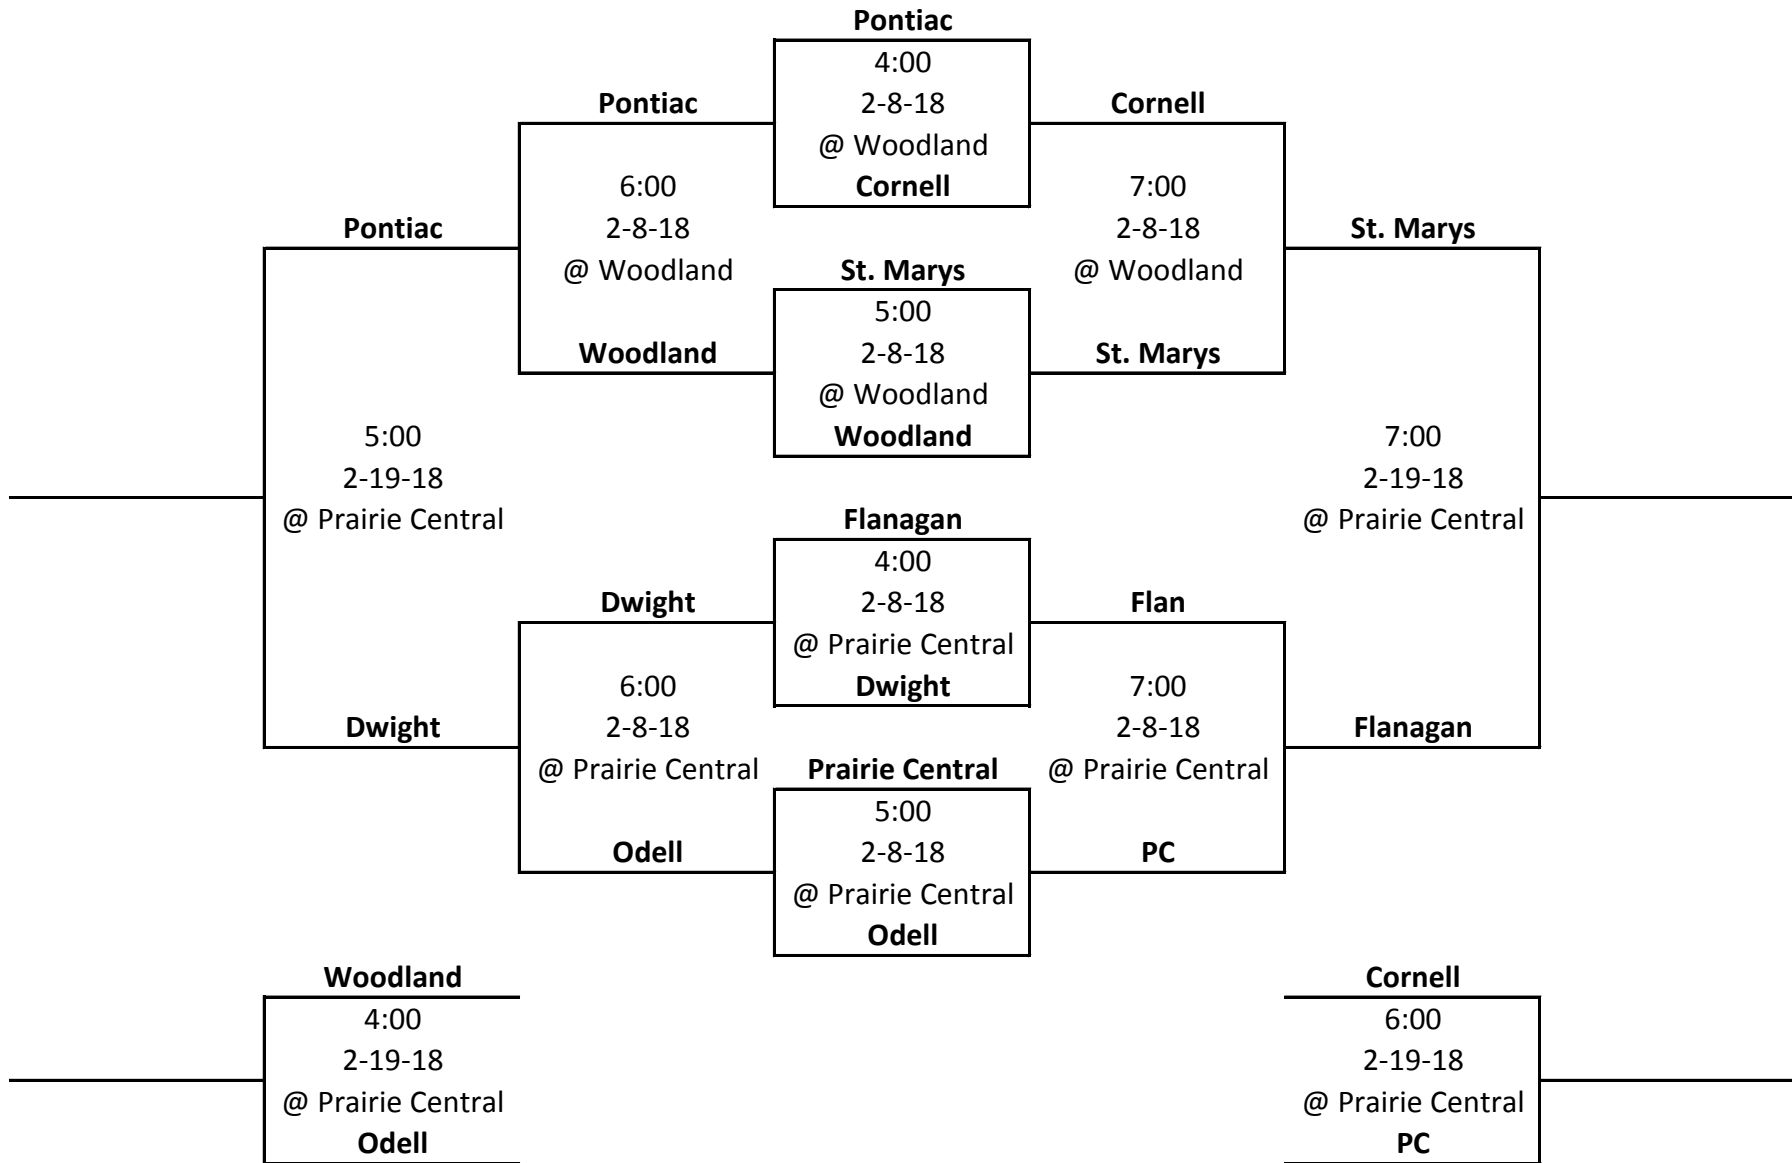 Pontiac
4:00
Pontiac 2-8-18 Cornell
@ Woodland
6:00 Cornell 7:00
Pontiac 2-8-18 2-8-18 St. Marys
@ Woodland St. Marys @ Woodland
5:00
Woodland 2-8-18 St. Marys
@ Woodland
5:00 Woodland 7:00
2-19-18 2-19-18
@ Prairie Central Flanagan @ Prairie Central
4:00
Dwight 2-8-18 Flan
@ Prairie Central
6:00 Dwight 7:00
Dwight 2-8-18 2-8-18 Flanagan
@ Prairie Central Prairie Central @ Prairie Central
5:00
Odell 2-8-18 PC
@ Prairie Central
Odell
Woodland Cornell
4:00 6:00
2-19-18 2-19-18
@ Prairie Central @ Prairie Central
Odell PC